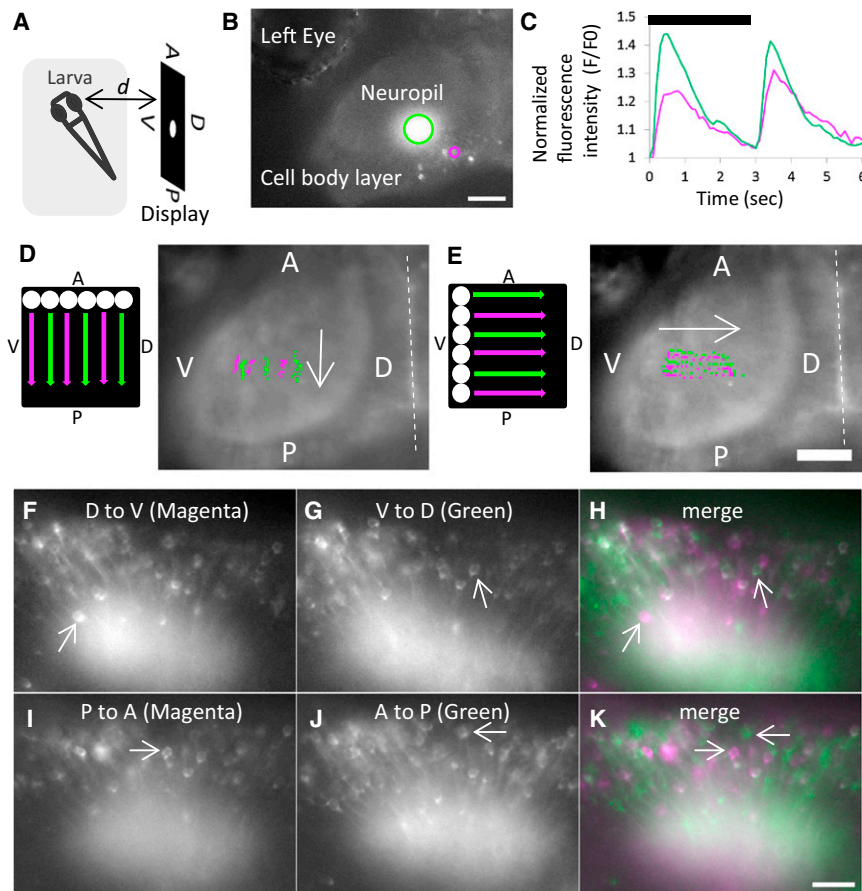 A
A
Larva
d
V
D
P
Display
B
Left Eye
Neuropil
Cell body layer
C
Normalized
fluorescence
intensity (F/F0)
1.5
1.4
1.3
1.2
1.1
1
0 1 2 3 4 5 6
Time (sec)
D
A
V
D
P
A
V
D
P
E
A
V
D
P
A
V
D
P
F
D to V (Magenta)
G
V to D (Green)
H
merge
I
P to A (Magenta)
J
A to P (Green)
K
merge